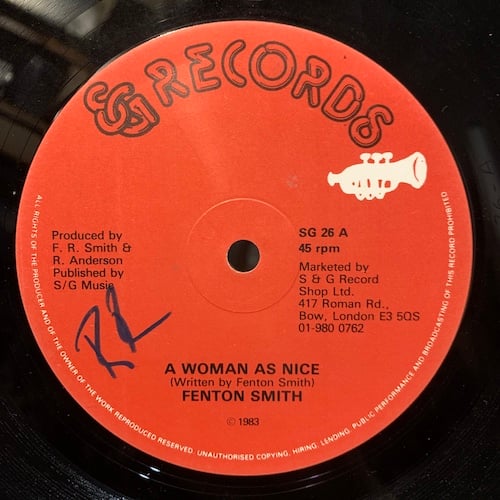 SG RECORDS
Produced by
F. R. Smith &
R. Anderson
Published by
S/G Music
SG 26 A
45 rpm
Marketed by
S & G Record
Shop Ltd.
417 Roman Rd.,
Bow, London E3 5QS
01-980 0762
A WOMAN AS NICE
(Written by Fenton Smith)
FENTON SMITH
© 1983
ALL RIGHTS OF THE PRODUCER AND OF THE OWNER OF THE WORK REPRODUCED RESERVED. UNAUTHORISED COPYING, HIRING, LENDING, PUBLIC PERFORMANCE AND BROADCASTING OF THIS RECORD PROHIBITED